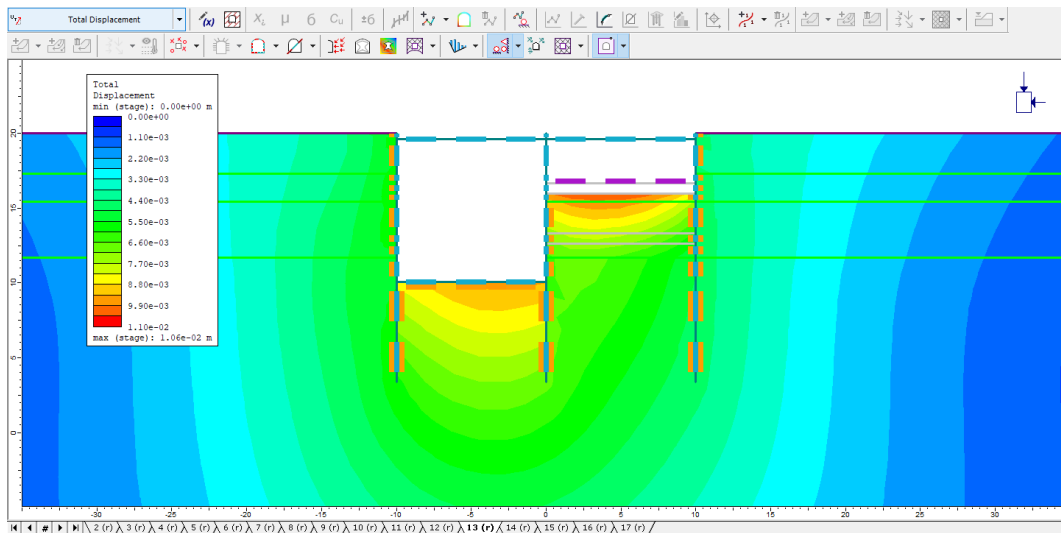 Total Displacement
Total
Displacement
min (stage): 0.00e+00 m
0.00e+00
1.10e-03
2.20e-03
3.30e-03
4.40e-03
5.50e-03
6.60e-03
7.70e-03
8.80e-03
9.90e-03
1.10e-02
max (stage): 1.06e-02 m
20
15
10
5
0
-30 -25 -20 -15 -10 -5 0 5 10 15 20 25 30
2 (r) 3 (r) 4 (r) 5 (r) 6 (r) 7 (r) 8 (r) 9 (r) 10 (r) 11 (r) 12 (r) 13 (r) 14 (r) 15 (r) 16 (r) 17 (r)